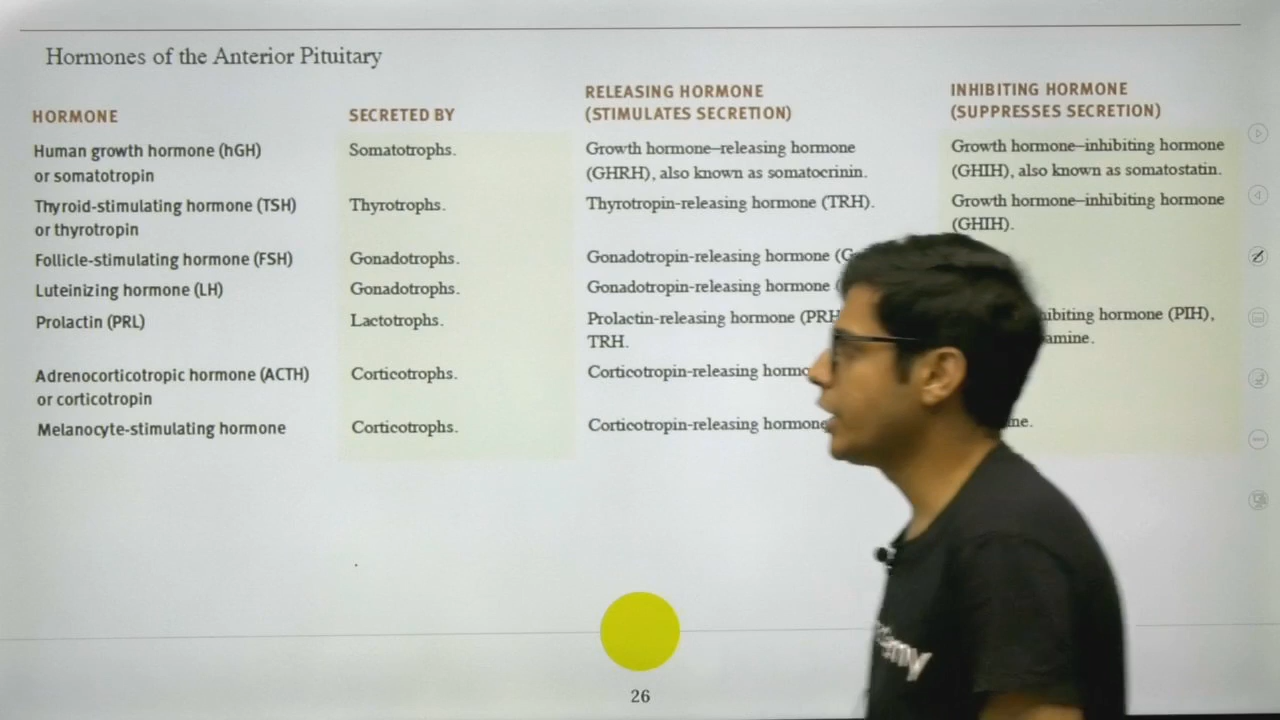 Hormones of the Anterior Pituitary
HORMONE
SECRETED BY
RELEASING HORMONE
(STIMULATES SECRETION)
INHIBITING HORMONE
(SUPPRESSES SECRETION)
Human growth hormone (hGH)
or somatotropin
Somatotrophs.
Growth hormone–releasing hormone
(GHRH), also known as somatocrinin.
Growth hormone–inhibiting hormone
(GHIH), also known as somatostatin.
Thyroid-stimulating hormone (TSH)
or thyrotropin
Thyrotrophs.
Thyrotropin-releasing hormone (TRH).
Growth hormone–inhibiting hormone
(GHIH).
Follicle-stimulating hormone (FSH)
Gonadotrophs.
Gonadotropin-releasing hormone
Luteinizing hormone (LH)
Gonadotrophs.
Gonadotropin-releasing hormone
Prolactin (PRL)
Lactotrophs.
Prolactin-releasing hormone (PRH
TRH.
hormone (PIH),
Adrenocorticotropic hormone (ACTH)
or corticotropin
Corticotrophs.
Corticotropin-releasing
Melanocyte-stimulating hormone
Corticotrophs.
Corticotropin-releasing hormone
26